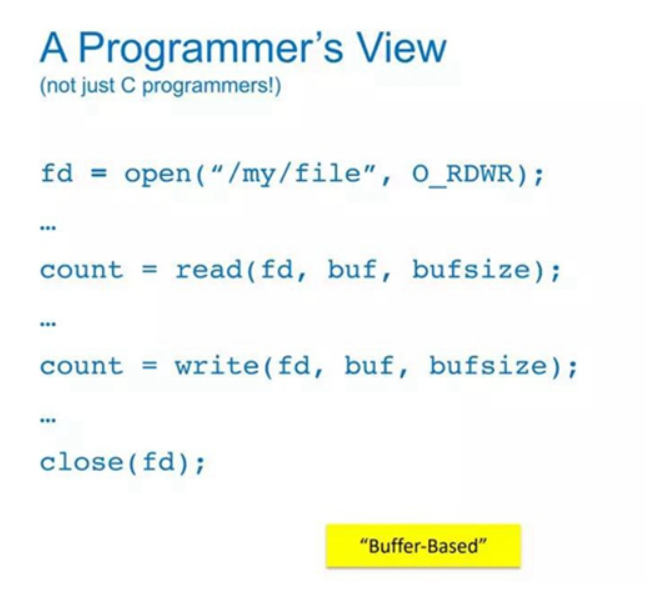 A Programmer’s View
(not just C programmers!)
fd = open(“/my/file”, O_RDWR);
…
count = read(fd, buf, bufsize);
…
count = write(fd, buf, bufsize);
…
close(fd);
“Buffer-Based”